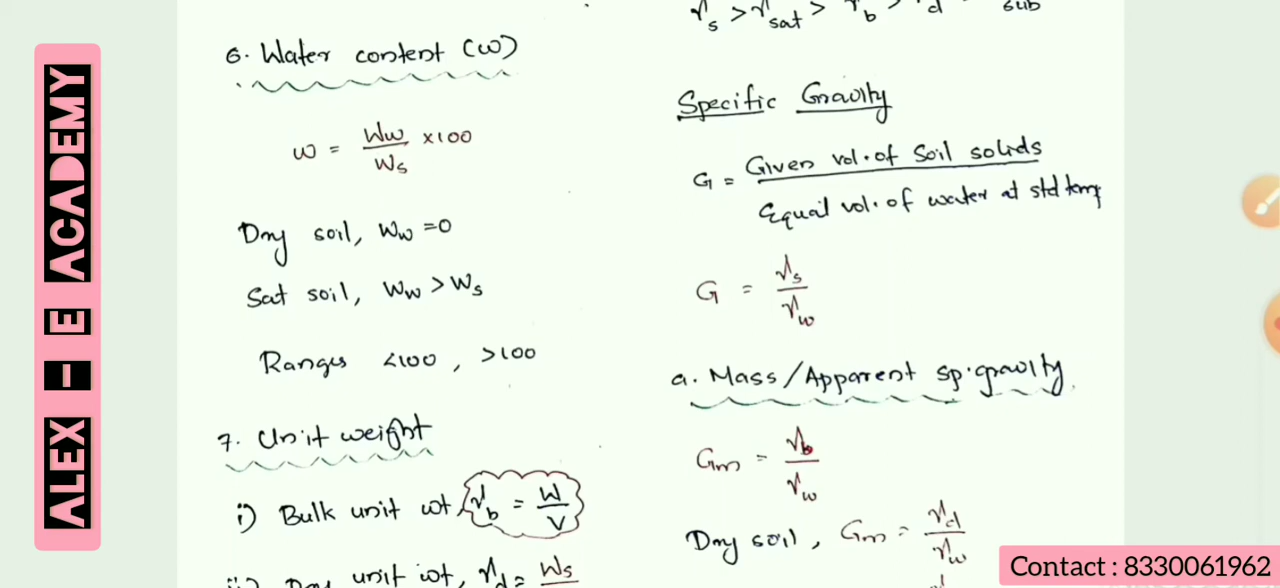 ALEX - E ACADEMY
6. Water content (w)
w = Ww/Ws ×100
Dry soil, Ww =0
Sat soil, Ww > Ws
Ranges <100, >100
7. Unit weight
i) Bulk unit wt γb = W/V
unit wt, γd = Ws
γs > γsat > γb > γd sub
Specific Gravity
G = Given vol. of Soil solids / Equal vol. of water at std temp
G = γs/γw
a. Mass/Apparent sp. gravity
Gm = γb/γw
Dry soil, Gm = γd/γw
Contact : 8330061962